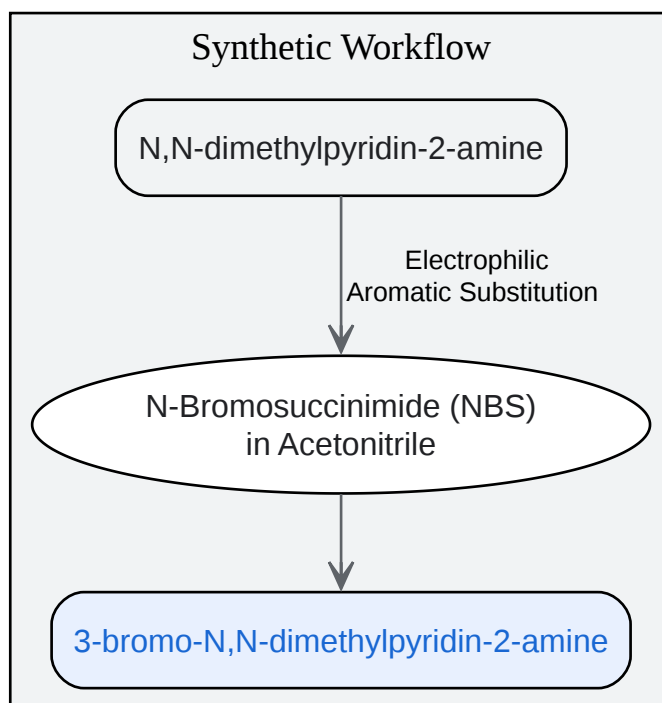 Synthetic Workflow
N,N-dimethylpyridin-2-amine
Electrophilic
Aromatic Substitution
N-Bromosuccinimide (NBS)
in Acetonitrile
3-bromo-N,N-dimethylpyridin-2-amine